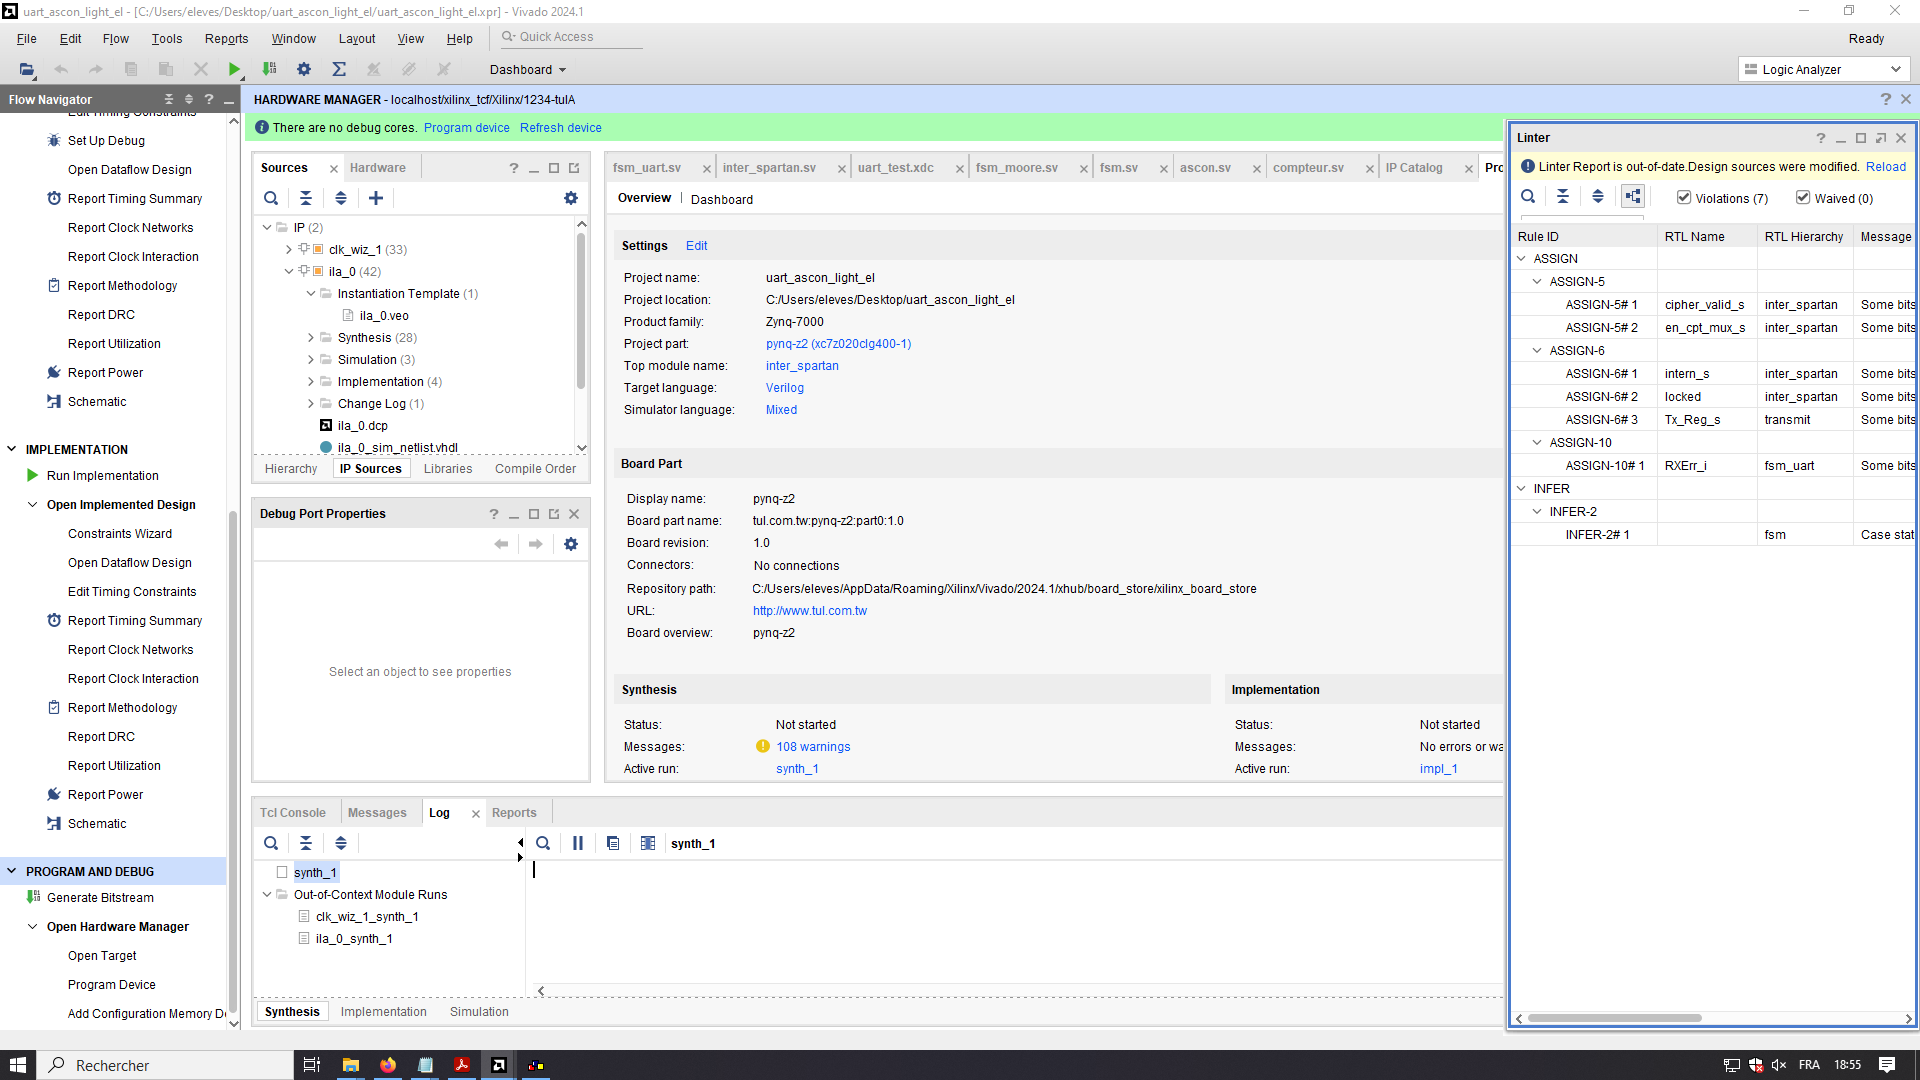 uart_ascon_light_el - [C:/Users/eleves/Desktop/uart_ascon_light_el/uart_ascon_light_el.xpr] - Vivado 2024.1
File Edit Flow Tools Reports Window Layout View Help Quick Access Ready
Dashboard Logic Analyzer
Flow Navigator
Edit Timing Constraints
Set Up Debug
Open Dataflow Design
Report Timing Summary
Report Clock Networks
Report Clock Interaction
Report Methodology
Report DRC
Report Utilization
Report Power
Schematic
IMPLEMENTATION
Run Implementation
Open Implemented Design
Constraints Wizard
Open Dataflow Design
Edit Timing Constraints
Report Timing Summary
Report Clock Networks
Report Clock Interaction
Report Methodology
Report DRC
Report Utilization
Report Power
Schematic
PROGRAM AND DEBUG
Generate Bitstream
Open Hardware Manager
Open Target
Program Device
Add Configuration Memory D
HARDWARE MANAGER - localhost/xilinx_tcf/Xilinx/1234-tulA
There are no debug cores. Program device Refresh device
Sources Hardware
IP (2)
clk_wiz_1 (33)
ila_0 (42)
Instantiation Template (1)
ila_0.veo
Synthesis (28)
Simulation (3)
Implementation (4)
Change Log (1)
ila_0.dcp
ila_0_sim_netlist.vhdl
Hierarchy IP Sources Libraries Compile Order
Debug Port Properties
Select an object to see properties
fsm_uart.sv inter_spartan.sv uart_test.xdc fsm_moore.sv fsm.sv ascon.sv compteur.sv IP Catalog Pro
Overview Dashboard
Settings Edit
Project name: uart_ascon_light_el
Project location: C:/Users/eleves/Desktop/uart_ascon_light_el
Product family: Zynq-7000
Project part: pynq-z2 (xc7z020clg400-1)
Top module name: inter_spartan
Target language: Verilog
Simulator language: Mixed
Board Part
Display name: pynq-z2
Board part name: tul.com.tw:pynq-z2:part0:1.0
Board revision: 1.0
Connectors: No connections
Repository path: C:/Users/eleves/AppData/Roaming/Xilinx/Vivado/2024.1/xhub/board_store/xilinx_board_store
URL: http://www.tul.com.tw
Board overview: pynq-z2
Synthesis
Status: Not started
Messages: 108 warnings
Active run: synth_1
Implementation
Status: Not started
Messages: No errors or wa
Active run: impl_1
Tcl Console Messages Log Reports
synth_1
synth_1
Out-of-Context Module Runs
clk_wiz_1_synth_1
ila_0_synth_1
Synthesis Implementation Simulation
Linter
Linter Report is out-of-date.Design sources were modified. Reload
Violations (7) Waived (0)
Rule ID RTL Name RTL Hierarchy Message
ASSIGN
ASSIGN-5
ASSIGN-5# 1 cipher_valid_s inter_spartan Some bits
ASSIGN-5# 2 en_cpt_mux_s inter_spartan Some bits
ASSIGN-6
ASSIGN-6# 1 intern_s inter_spartan Some bits
ASSIGN-6# 2 locked inter_spartan Some bits
ASSIGN-6# 3 Tx_Reg_s transmit Some bits
ASSIGN-10
ASSIGN-10# 1 RXErr_i fsm_uart Some bits
INFER
INFER-2
INFER-2# 1 fsm Case stat
Rechercher FRA 18:55